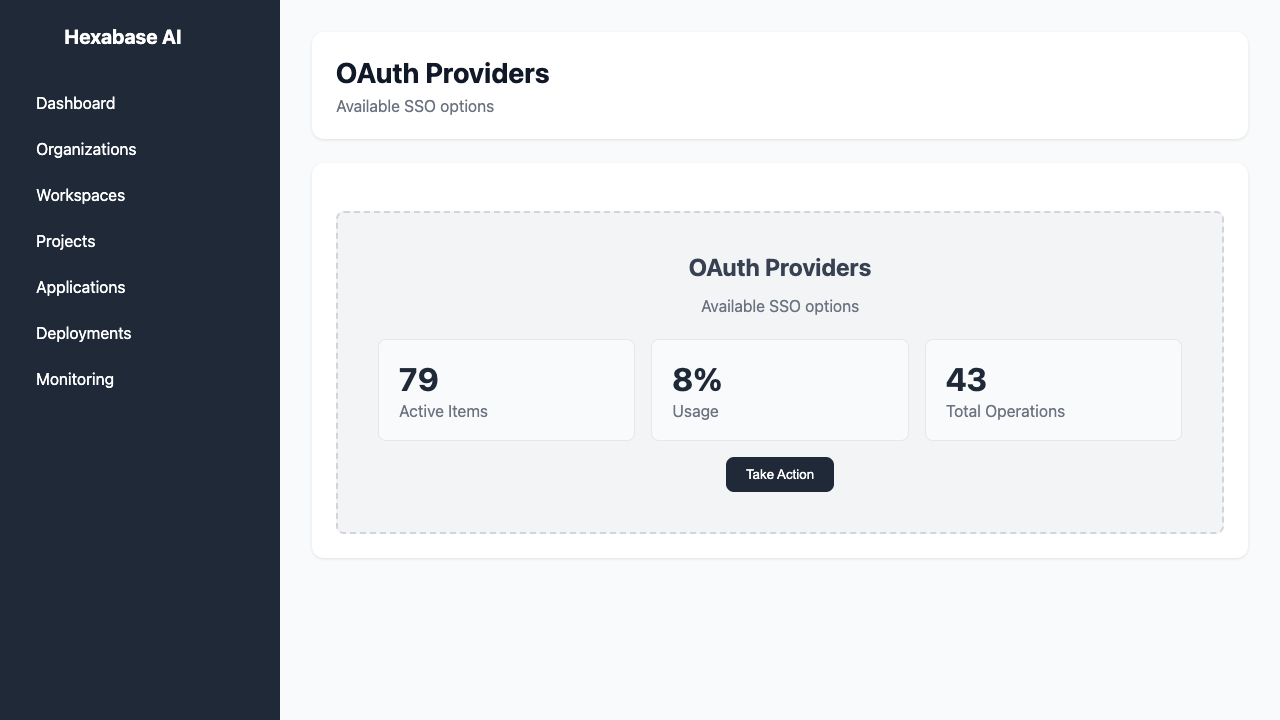 Hexabase AI
Dashboard
Organizations
Workspaces
Projects
Applications
Deployments
Monitoring
OAuth Providers
Available SSO options
OAuth Providers
Available SSO options
79
Active Items
8%
Usage
43
Total Operations
Take Action